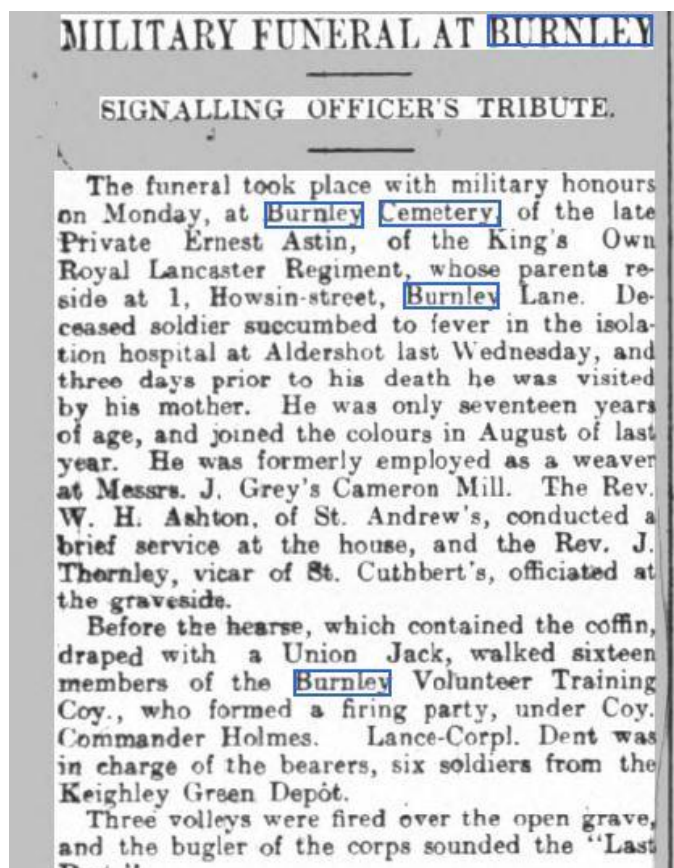 MILITARY FUNERAL AT BURNLEY
SIGNALLING OFFICER'S TRIBUTE.
The funeral took place with military honours
on Monday, at Burnley Cemetery, of the late
Private Ernest Astin, of the King's Own
Royal Lancaster Regiment, whose parents re-
side at 1, Howsin-street, Burnley Lane. De-
ceased soldier succumbed to fever in the isola-
tion hospital at Aldershot last Wednesday, and
three days prior to his death he was visited
by his mother. He was only seventeen years
of age, and joined the colours in August of last
year. He was formerly employed as a weaver
at Messrs. J. Grey's Cameron Mill. The Rev.
W. H. Ashton, of St. Andrew's, conducted a
brief service at the house, and the Rev. J.
Thornley, vicar of St. Cuthbert's, officiated at
the graveside.
Before the hearse, which contained the coffin,
draped with a Union Jack, walked sixteen
members of the Burnley Volunteer Training
Coy., who formed a firing party, under Coy.
Commander Holmes. Lance-Corpl. Dent was
in charge of the bearers, six soldiers from the
Keighley Green Depôt.
Three volleys were fired over the open grave,
and the bugler of the corps sounded the "Last